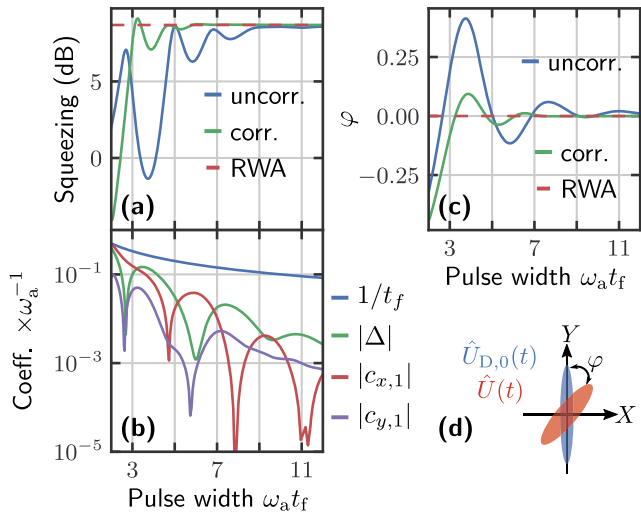 Squeezing (dB)
5
0
uncorr.
corr.
RWA
(a)
φ
0.25
0.00
−0.25
uncorr.
corr.
RWA
(c)
3 7 11
Pulse width ω_a t_f
Coeff. ×ω_a^{-1}
10^{-1}
10^{-3}
10^{-5}
(b)
3 7 11
Pulse width ω_a t_f
1/t_f
|Δ|
|c_{x,1}|
|c_{y,1}|
Û_{D,0}(t)
Û(t)
Y
φ
X
(d)